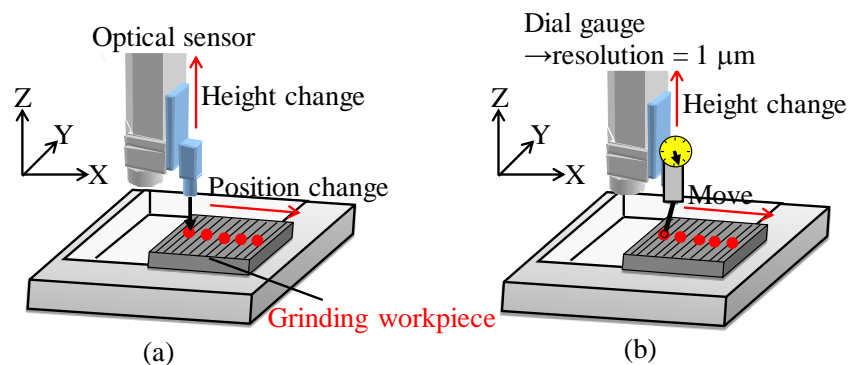 Optical sensor
Height change
Z
Y
X
Position change
Grinding workpiece
(a)
Dial gauge
→resolution = 1 μm
Height change
Z
Y
X
Move
(b)